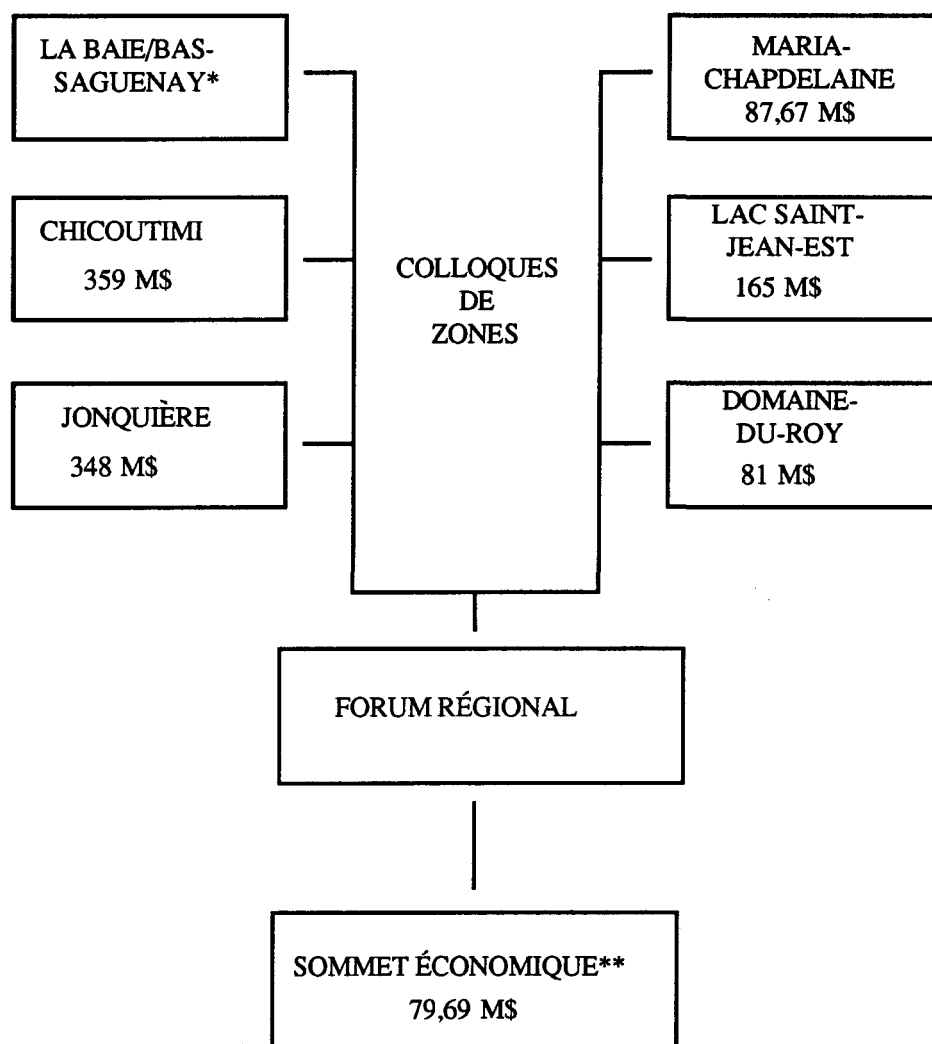 LA BAIE/BAS-
SAGUENAY*
CHICOUTIMI
359 M$
JONQUIÈRE
348 M$
COLLOQUES
DE
ZONES
MARIA-
CHAPDELAINE
87,67 M$
LAC SAINT-
JEAN-EST
165 M$
DOMAINE-
DU-ROY
81 M$
FORUM RÉGIONAL
SOMMET ÉCONOMIQUE**
79,69 M$